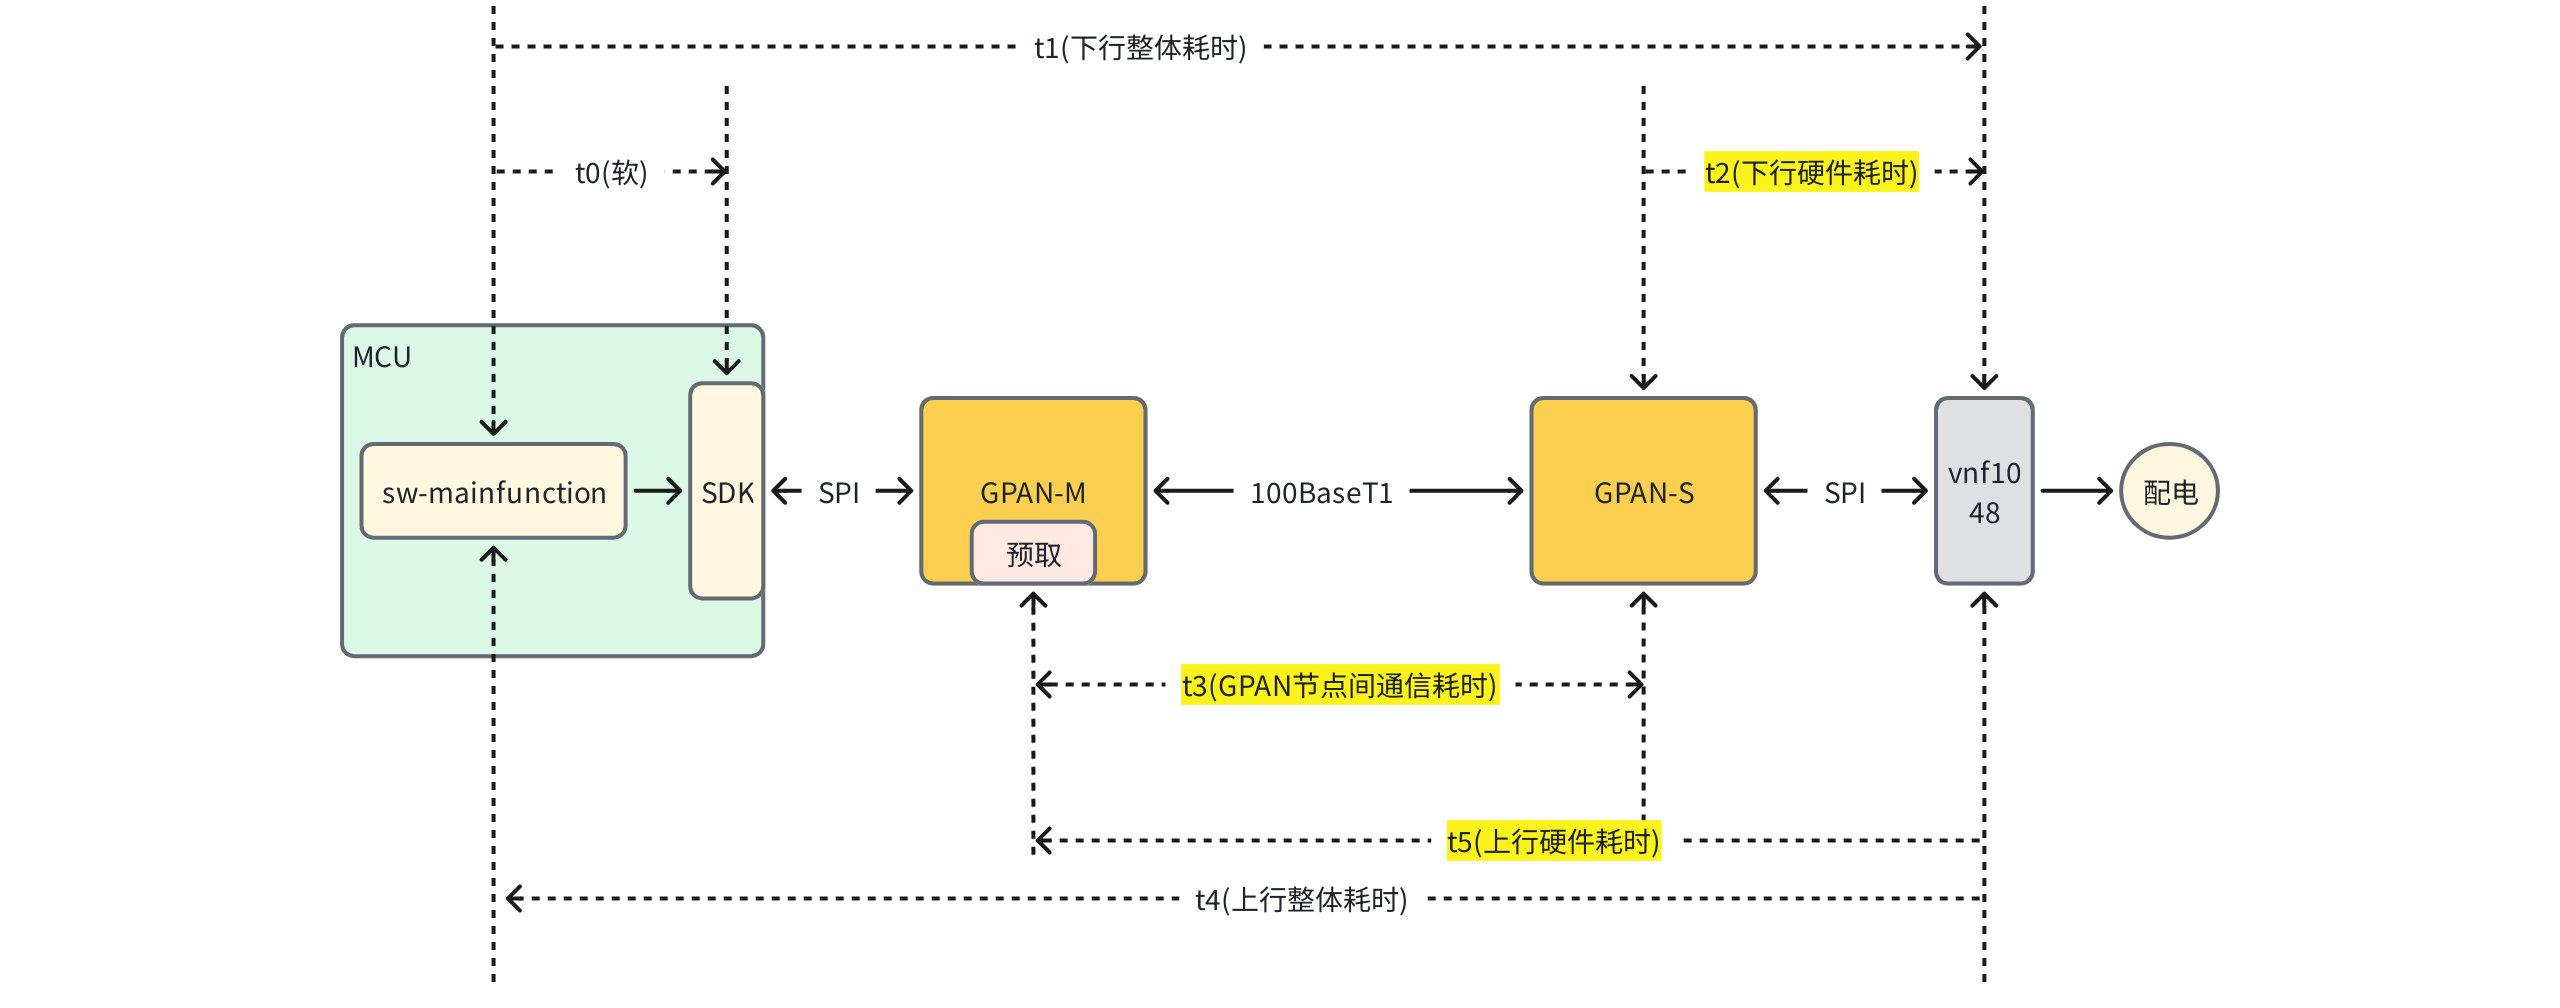 t1(下行整体耗时)
t0(软)
t2(下行硬件耗时)
MCU
sw-mainfunction
SDK
SPI
GPAN-M
100BaseT1
GPAN-S
SPI
vnf10
48
配电
预取
t3(GPAN节点间通信耗时)
t5(上行硬件耗时)
t4(上行整体耗时)